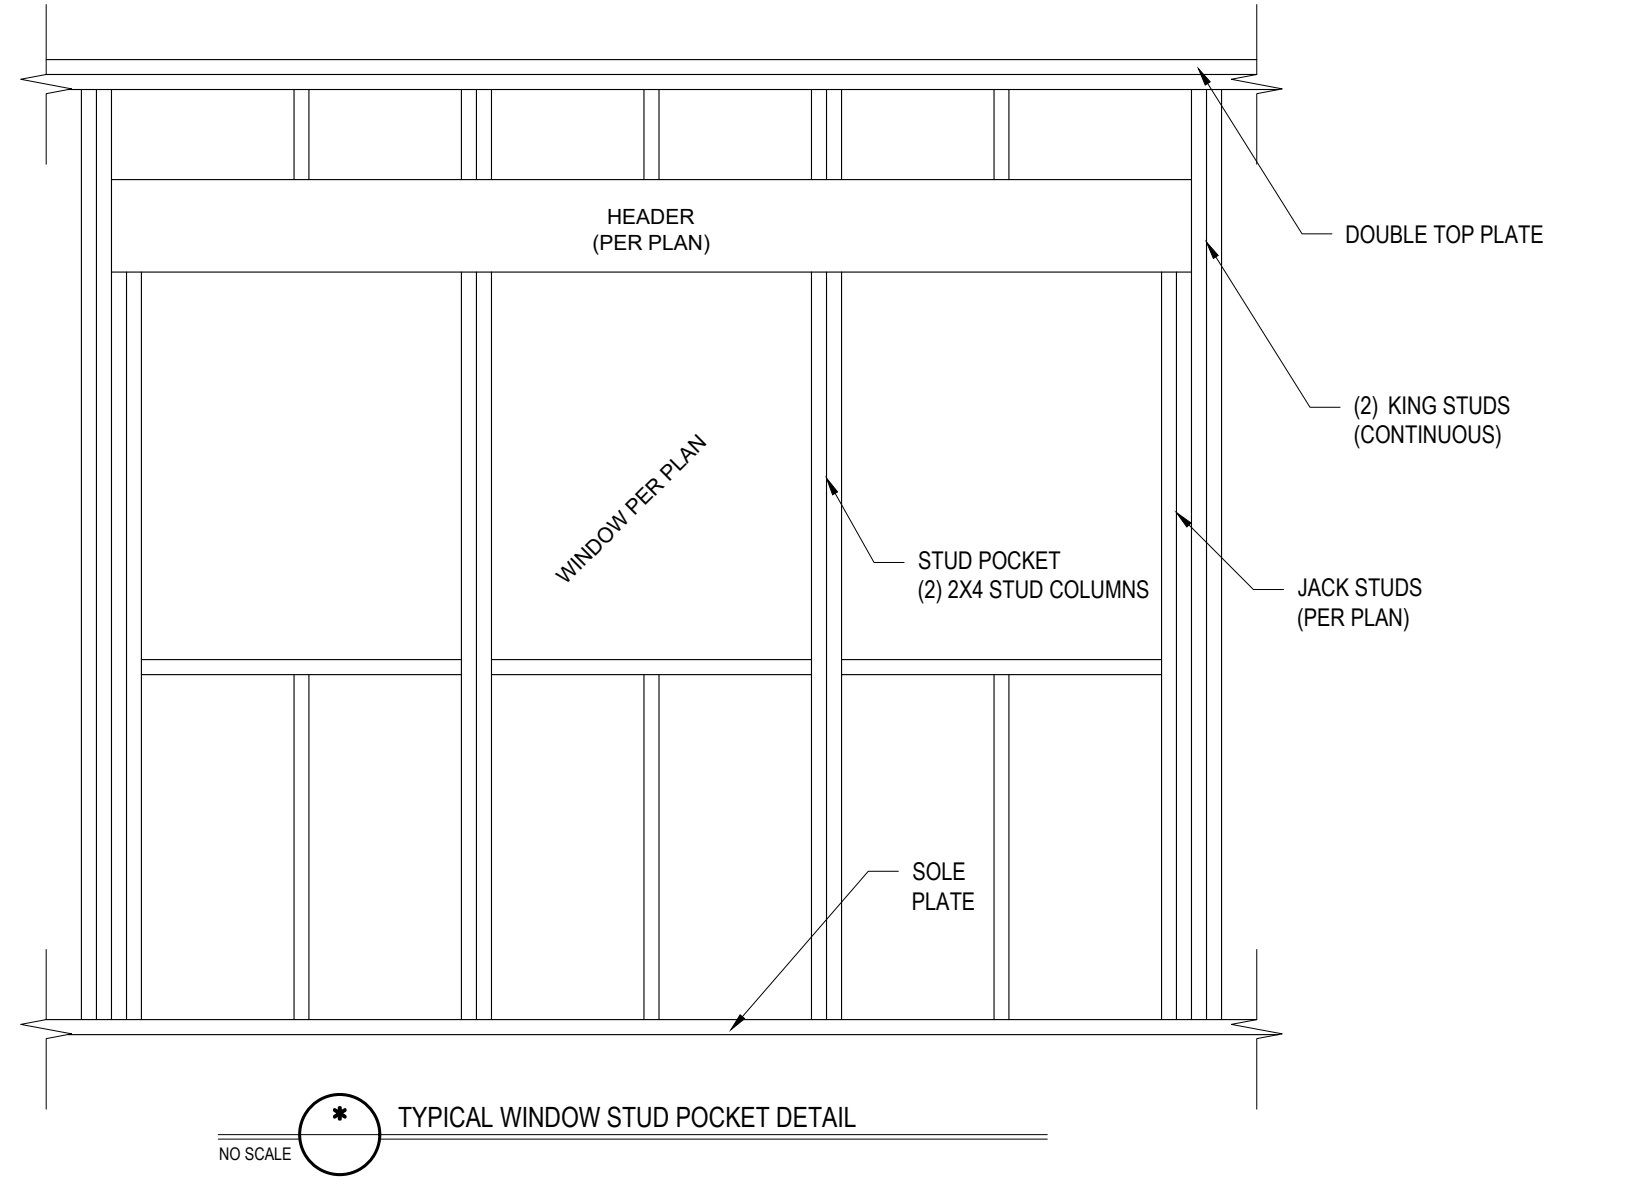 HEADER
(PER PLAN)
DOUBLE TOP PLATE
(2) KING STUDS
(CONTINUOUS)
WINDOW PER PLAN
STUD POCKET
(2) 2X4 STUD COLUMNS
JACK STUDS
(PER PLAN)
SOLE
PLATE
*
TYPICAL WINDOW STUD POCKET DETAIL
NO SCALE